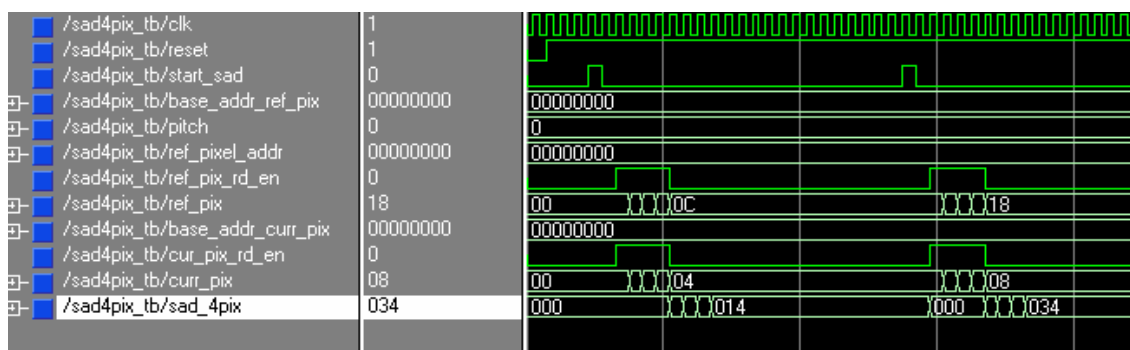 /sad4pix_tb/clk 1
/sad4pix_tb/reset 1
/sad4pix_tb/start_sad 0
/sad4pix_tb/base_addr_ref_pix 00000000 00000000
/sad4pix_tb/pitch 0 0
/sad4pix_tb/ref_pixel_addr 00000000 00000000
/sad4pix_tb/ref_pix_rd_en 0
/sad4pix_tb/ref_pix 18 00 0C 18
/sad4pix_tb/base_addr_curr_pix 00000000 00000000
/sad4pix_tb/cur_pix_rd_en 0
/sad4pix_tb/curr_pix 08 00 04 08
/sad4pix_tb/sad_4pix 034 000 014 000 034